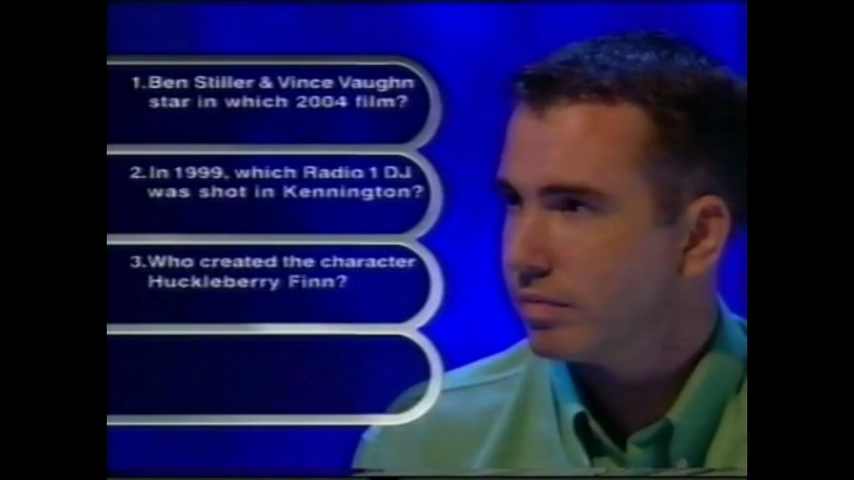 1.Ben Stiller & Vince Vaughn
star in which 2004 film?
2.In 1999, which Radio 1 DJ
was shot in Kennington?
3.Who created the character
Huckleberry Finn?